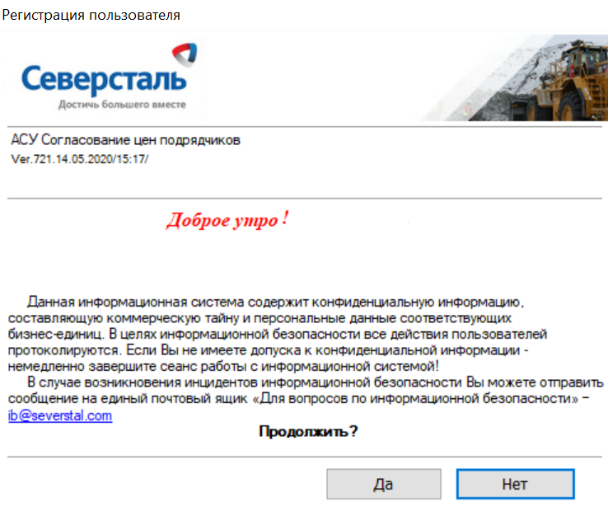 Регистрация пользователя
Северсталь
Достичь большего вместе
АСУ Согласование цен подрядчиков
Ver.721.14.05.2020/15:17/
Доброе утро !
Данная информационная система содержит конфиденциальную информацию,
составляющую коммерческую тайну и персональные данные соответствующих
бизнес-единиц. В целях информационной безопасности все действия пользователей
протоколируются. Если Вы не имеете допуска к конфиденциальной информации -
немедленно завершите сеанс работы с информационной системой!
В случае возникновения инцидентов информационной безопасности Вы можете отправить
сообщение на единый почтовый ящик «Для вопросов по информационной безопасности» –
ib@severstal.com
Продолжить?
Да
Нет